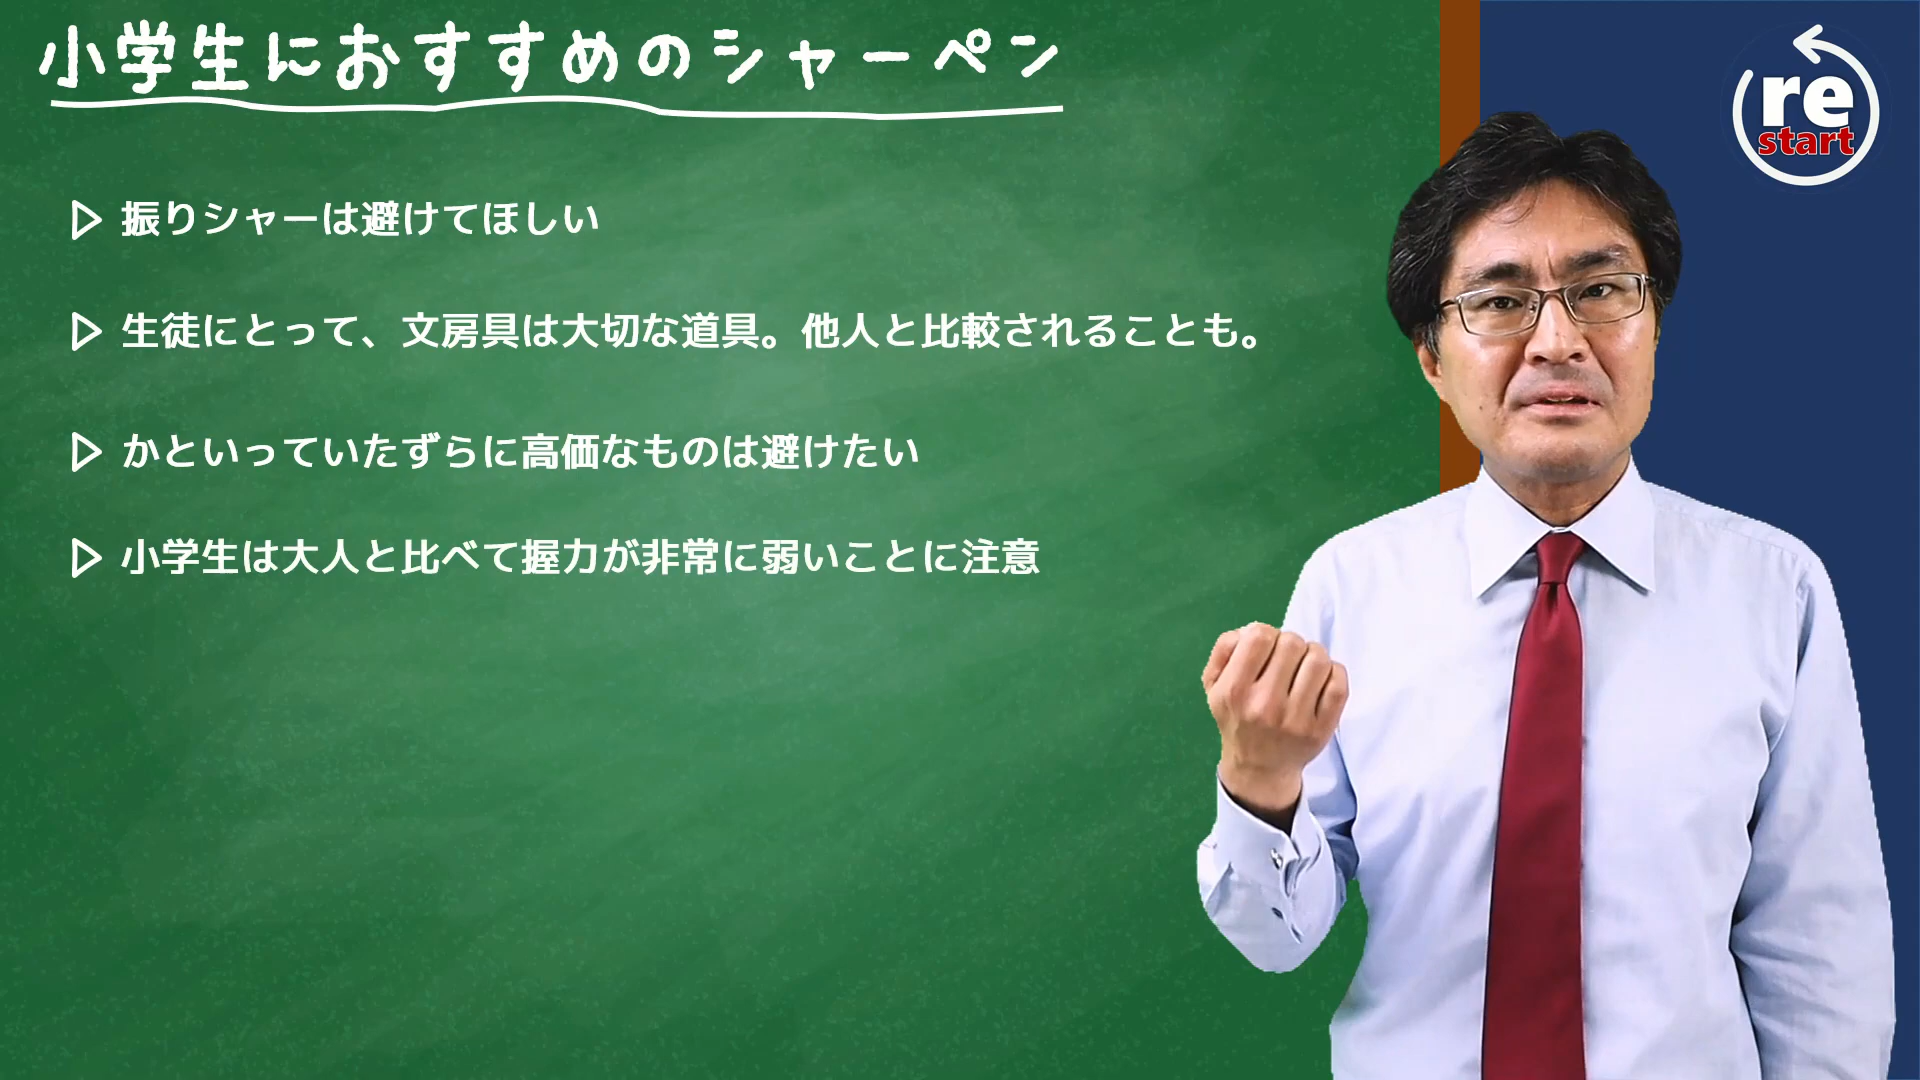 小学生におすすめのシャーペン
振りシャーは避けてほしい
生徒にとって、文房具は大切な道具。他人と比較されることも。
かといっていたずらに高価なものは避けたい
小学生は大人と比べて握力が非常に弱いことに注意
re
start